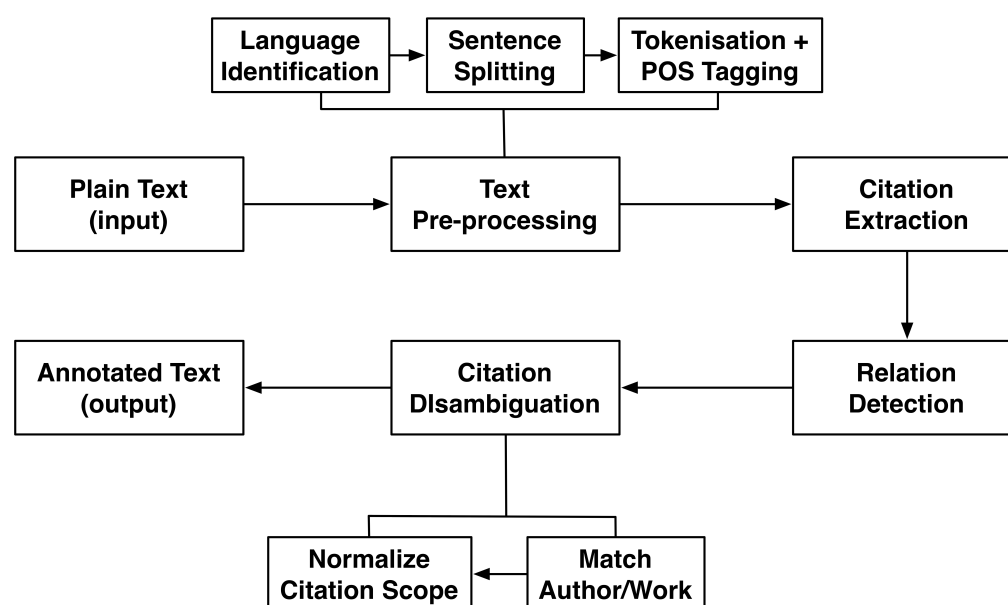 Language
Identification
Sentence
Splitting
Tokenisation +
POS Tagging
Plain Text
(input)
Text
Pre-processing
Citation
Extraction
Annotated Text
(output)
Citation
DIsambiguation
Relation
Detection
Normalize
Citation Scope
Match
Author/Work